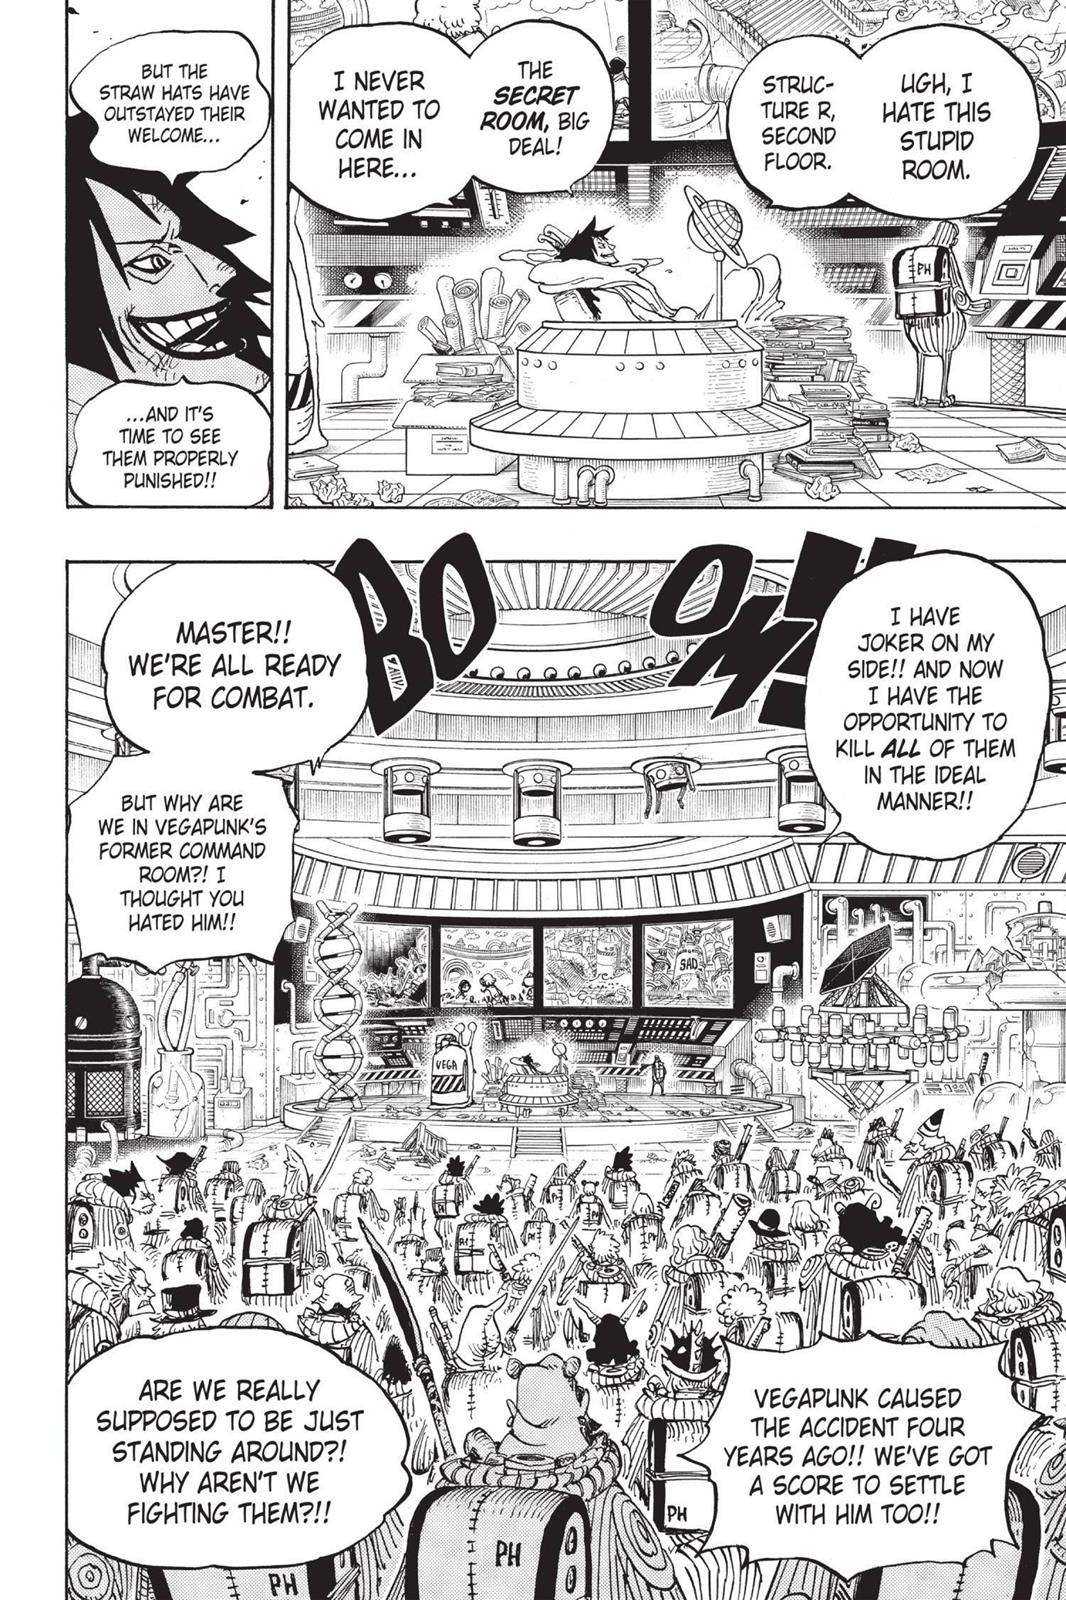 UGH, I
HATE THIS
STUPID
ROOM.
STRUC-
TURE R,
SECOND
FLOOR.
THE
SECRET
ROOM, BIG
DEAL!
I NEVER
WANTED TO
COME IN
HERE...
PH
BUT THE
STRAW HATS HAVE
OUTSTAYED THEIR
WELCOME...
...AND IT'S
TIME TO SEE
THEM PROPERLY
PUNISHED!!
BOOM!!
I HAVE
JOKER ON MY
SIDE!! AND NOW
I HAVE THE
OPPORTUNITY TO
KILL ALL OF THEM
IN THE IDEAL
MANNER!!
MASTER!!
WE'RE ALL READY
FOR COMBAT.
BUT WHY ARE
WE IN VEGAPUNK'S
FORMER COMMAND
ROOM?! I
THOUGHT YOU
HATED HIM!!
SAD
VEGA
VEGAPUNK CAUSED
THE ACCIDENT FOUR
YEARS AGO!! WE'VE GOT
A SCORE TO SETTLE
WITH HIM TOO!!
ARE WE REALLY
SUPPOSED TO BE JUST
STANDING AROUND?!
WHY AREN'T WE
FIGHTING THEM?!!
PH
PH
PH